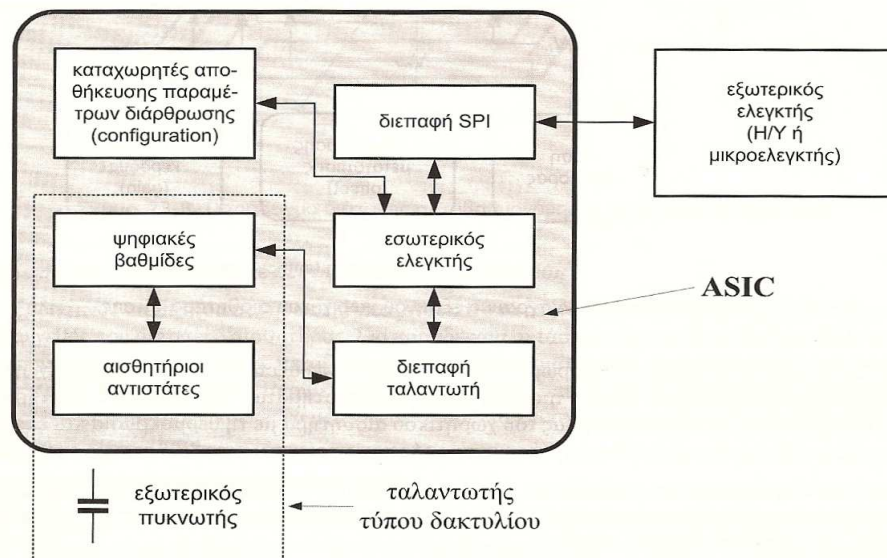 καταχωρητές απο-
θήκευσης παραμέ-
τρων διάρθρωσης
(configuration)
διεπαφή SPI
εξωτερικός
ελεγκτής
(Η/Υ ή
μικροελεγκτής)
ψηφιακές
βαθμίδες
εσωτερικός
ελεγκτής
ASIC
αισθητήριοι
αντιστάτες
διεπαφή
ταλαντωτή
εξωτερικός
πυκνωτής
ταλαντωτής
τύπου δακτυλίου